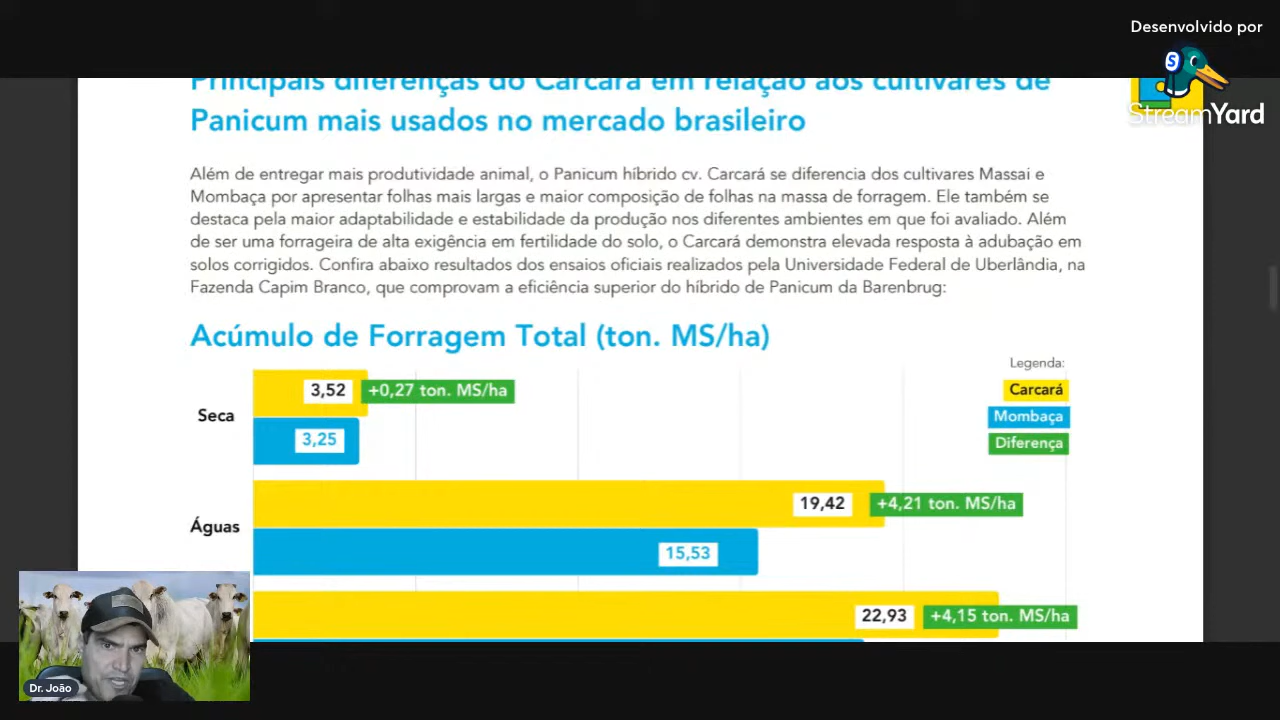 Desenvolvido por
StreamYard
Principais diferenças do Carcará em relação aos cultivares de
Panicum mais usados no mercado brasileiro
Além de entregar mais produtividade animal, o Panicum híbrido cv. Carcará se diferencia dos cultivares Massai e
Mombaça por apresentar folhas mais largas e maior composição de folhas na massa de forragem. Ele também se
destaca pela maior adaptabilidade e estabilidade da produção nos diferentes ambientes em que foi avaliado. Além
de ser uma forrageira de alta exigência em fertilidade do solo, o Carcará demonstra elevada resposta à adubação em
solos corrigidos. Confira abaixo resultados dos ensaios oficiais realizados pela Universidade Federal de Uberlândia, na
Fazenda Capim Branco, que comprovam a eficiência superior do híbrido de Panicum da Barenbrug:
Acúmulo de Forragem Total (ton. MS/ha)
Legenda:
Carcará
Mombaça
Diferença
Seca
3,52 +0,27 ton. MS/ha
3,25
Águas
19,42 +4,21 ton. MS/ha
15,53
22,93 +4,15 ton. MS/ha
Dr. João